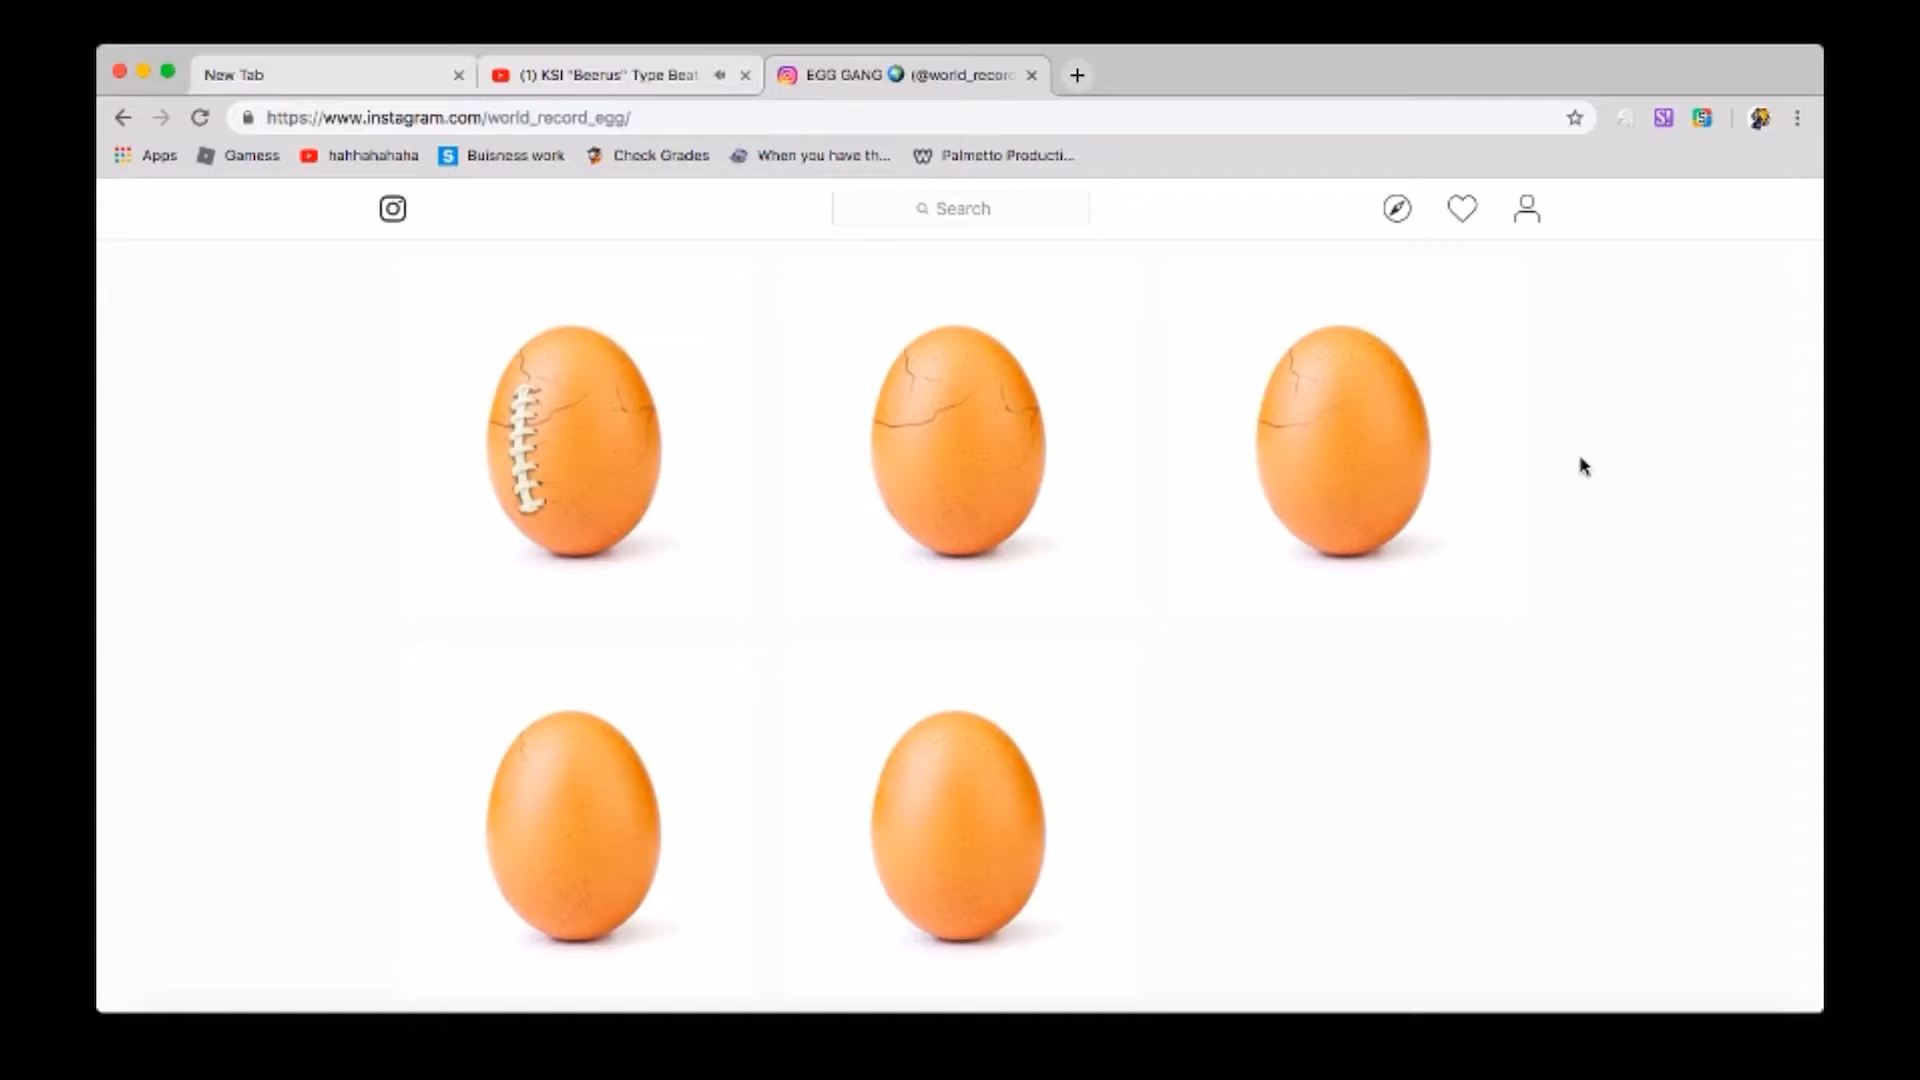 New Tab
(1) KSI "Beerus" Type Beat
EGG GANG (@world_record
https://www.instagram.com/world_record_egg/
Apps
Gamess
hahhahahaha
Buisness work
Check Grades
When you have th...
Palmetto Producti...
Search